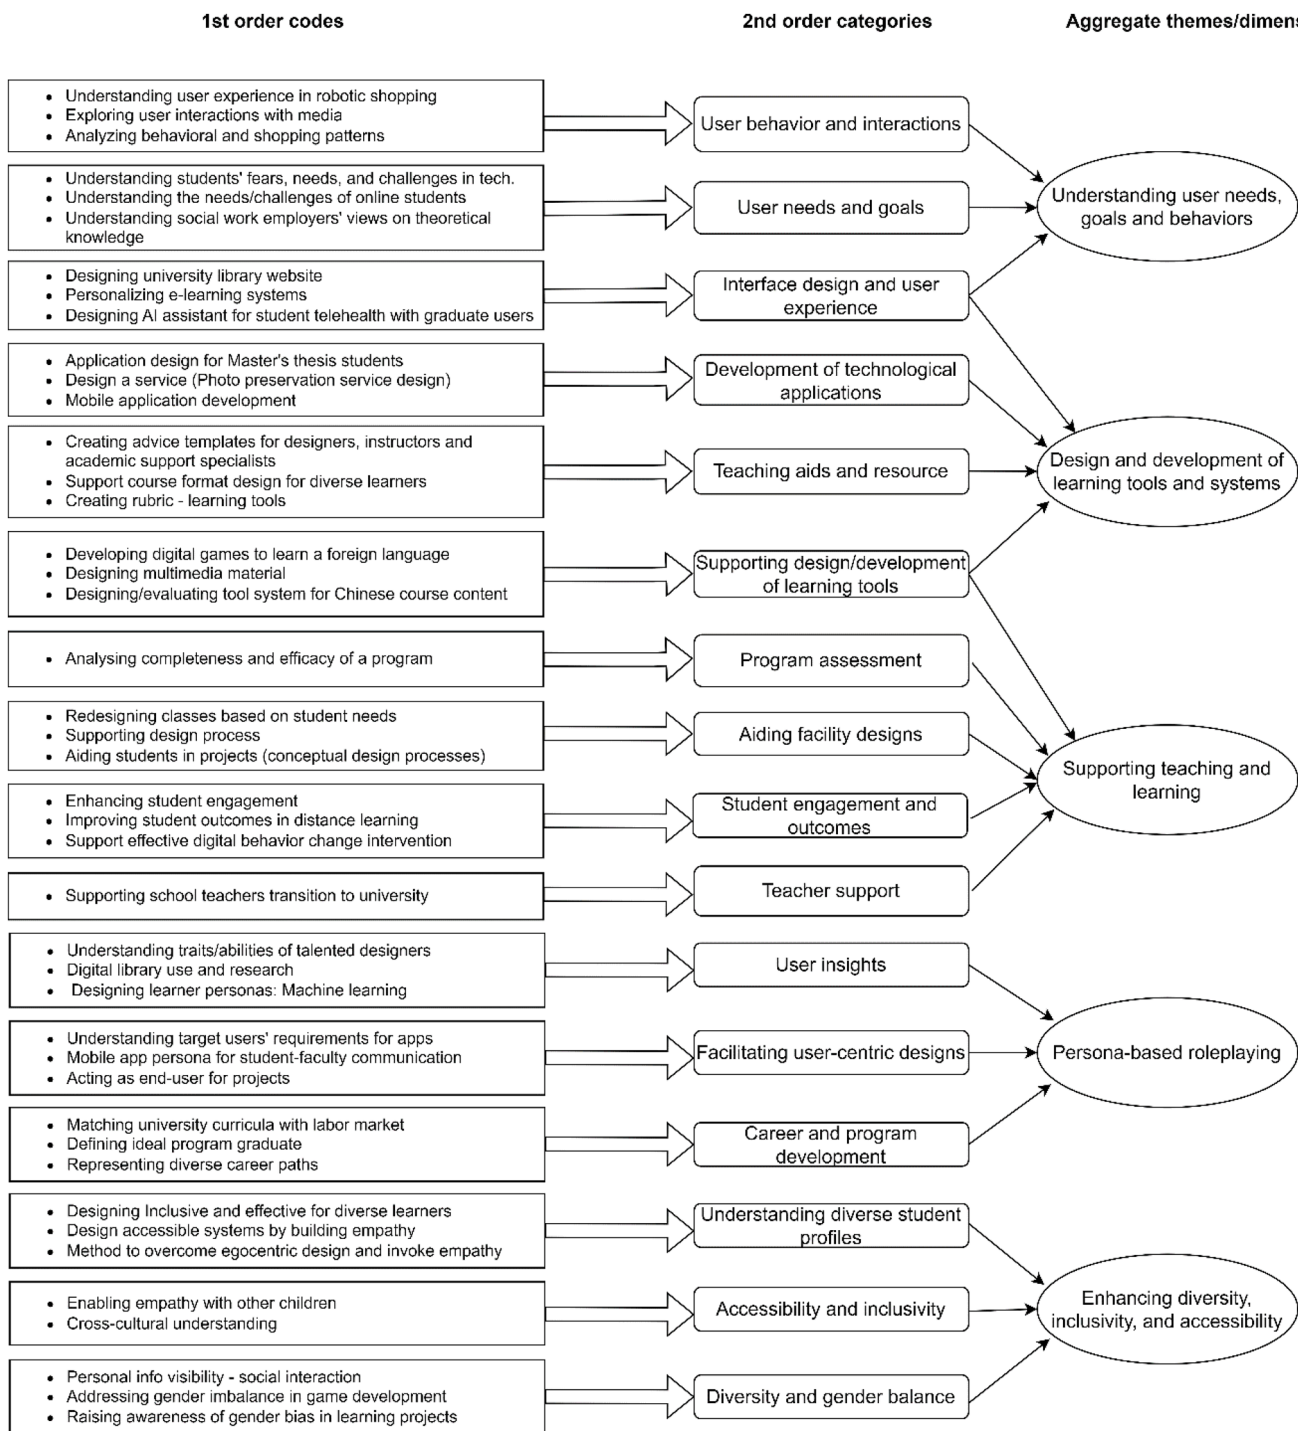 1st order codes
2nd order categories
Aggregate themes/dimens
• Understanding user experience in robotic shopping
• Exploring user interactions with media
• Analyzing behavioral and shopping patterns
User behavior and interactions
• Understanding students' fears, needs, and challenges in tech.
• Understanding the needs/challenges of online students
• Understanding social work employers' views on theoretical
knowledge
User needs and goals
Understanding user needs,
goals and behaviors
• Designing university library website
• Personalizing e-learning systems
• Designing AI assistant for student telehealth with graduate users
Interface design and user
experience
• Application design for Master's thesis students
• Design a service (Photo preservation service design)
• Mobile application development
Development of technological
applications
• Creating advice templates for designers, instructors and
academic support specialists
• Support course format design for diverse learners
• Creating rubric - learning tools
Teaching aids and resource
Design and development of
learning tools and systems
• Developing digital games to learn a foreign language
• Designing multimedia material
• Designing/evaluating tool system for Chinese course content
Supporting design/development
of learning tools
• Analysing completeness and efficacy of a program
Program assessment
• Redesigning classes based on student needs
• Supporting design process
• Aiding students in projects (conceptual design processes)
Aiding facility designs
Supporting teaching and
learning
• Enhancing student engagement
• Improving student outcomes in distance learning
• Support effective digital behavior change intervention
Student engagement and
outcomes
• Supporting school teachers transition to university
Teacher support
• Understanding traits/abilities of talented designers
• Digital library use and research
• Designing learner personas: Machine learning
User insights
• Understanding target users' requirements for apps
• Mobile app persona for student-faculty communication
• Acting as end-user for projects
Facilitating user-centric designs
Persona-based roleplaying
• Matching university curricula with labor market
• Defining ideal program graduate
• Representing diverse career paths
Career and program
development
• Designing Inclusive and effective for diverse learners
• Design accessible systems by building empathy
• Method to overcome egocentric design and invoke empathy
Understanding diverse student
profiles
• Enabling empathy with other children
• Cross-cultural understanding
Accessibility and inclusivity
Enhancing diversity,
inclusivity, and accessibility
• Personal info visibility - social interaction
• Addressing gender imbalance in game development
• Raising awareness of gender bias in learning projects
Diversity and gender balance